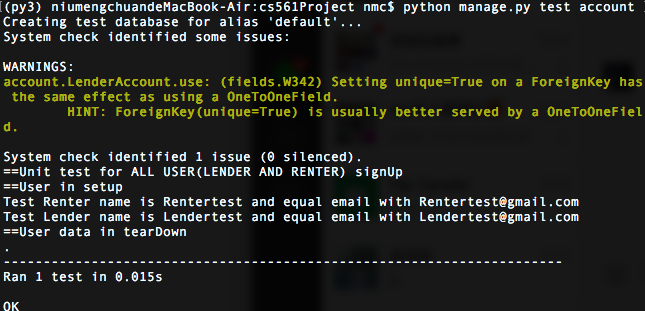 [(py3) niumengchuandeMacBook-Air:cs561Project nmc$ python manage.py test account ]
Creating test database for alias 'default'...
System check identified some issues:
WARNINGS:
account.LenderAccount.use: (fields.W342) Setting unique=True on a ForeignKey has
the same effect as using a OneToOneField.
HINT: ForeignKey(unique=True) is usually better served by a OneToOneFiel
d.
System check identified 1 issue (0 silenced).
==Unit test for ALL USER(LENDER AND RENTER) signUp
==User in setup
Test Renter name is Rentertest and equal email with Rentertest@gmail.com
Test Lender name is Lendertest and equal email with Lendertest@gmail.com
==User data in tearDown
.
----------------------------------------------------------------------
Ran 1 test in 0.015s
OK